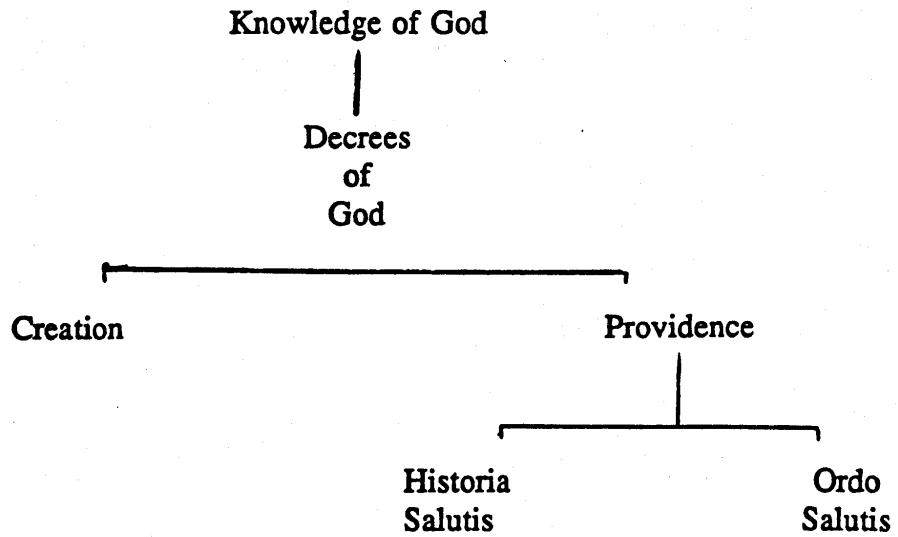 Knowledge of God
Decrees
of
God
Creation
Providence
Historia
Salutis
Ordo
Salutis